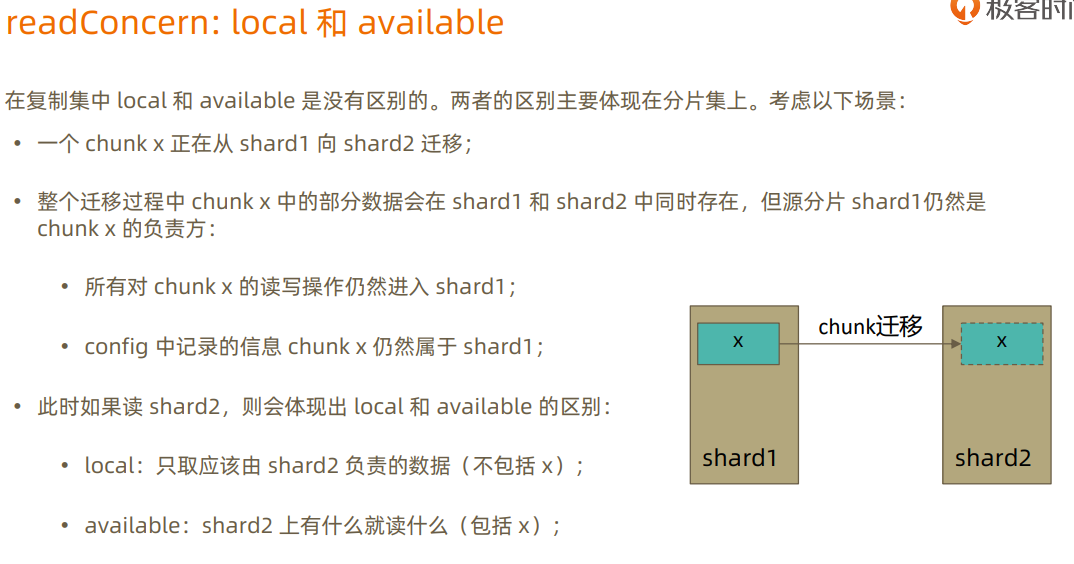 readConcern: local 和 available
极客时间
在复制集中 local 和 available 是没有区别的。两者的区别主要体现在分片集上。考虑以下场景：
• 一个 chunk x 正在从 shard1 向 shard2 迁移；
• 整个迁移过程中 chunk x 中的部分数据会在 shard1 和 shard2 中同时存在，但源分片 shard1仍然是
chunk x 的负责方：
• 所有对 chunk x 的读写操作仍然进入 shard1；
• config 中记录的信息 chunk x 仍然属于 shard1；
• 此时如果读 shard2，则会体现出 local 和 available 的区别：
• local：只取应该由 shard2 负责的数据（不包括 x）；
• available：shard2 上有什么就读什么（包括 x）；
x
chunk迁移
x
shard1
shard2